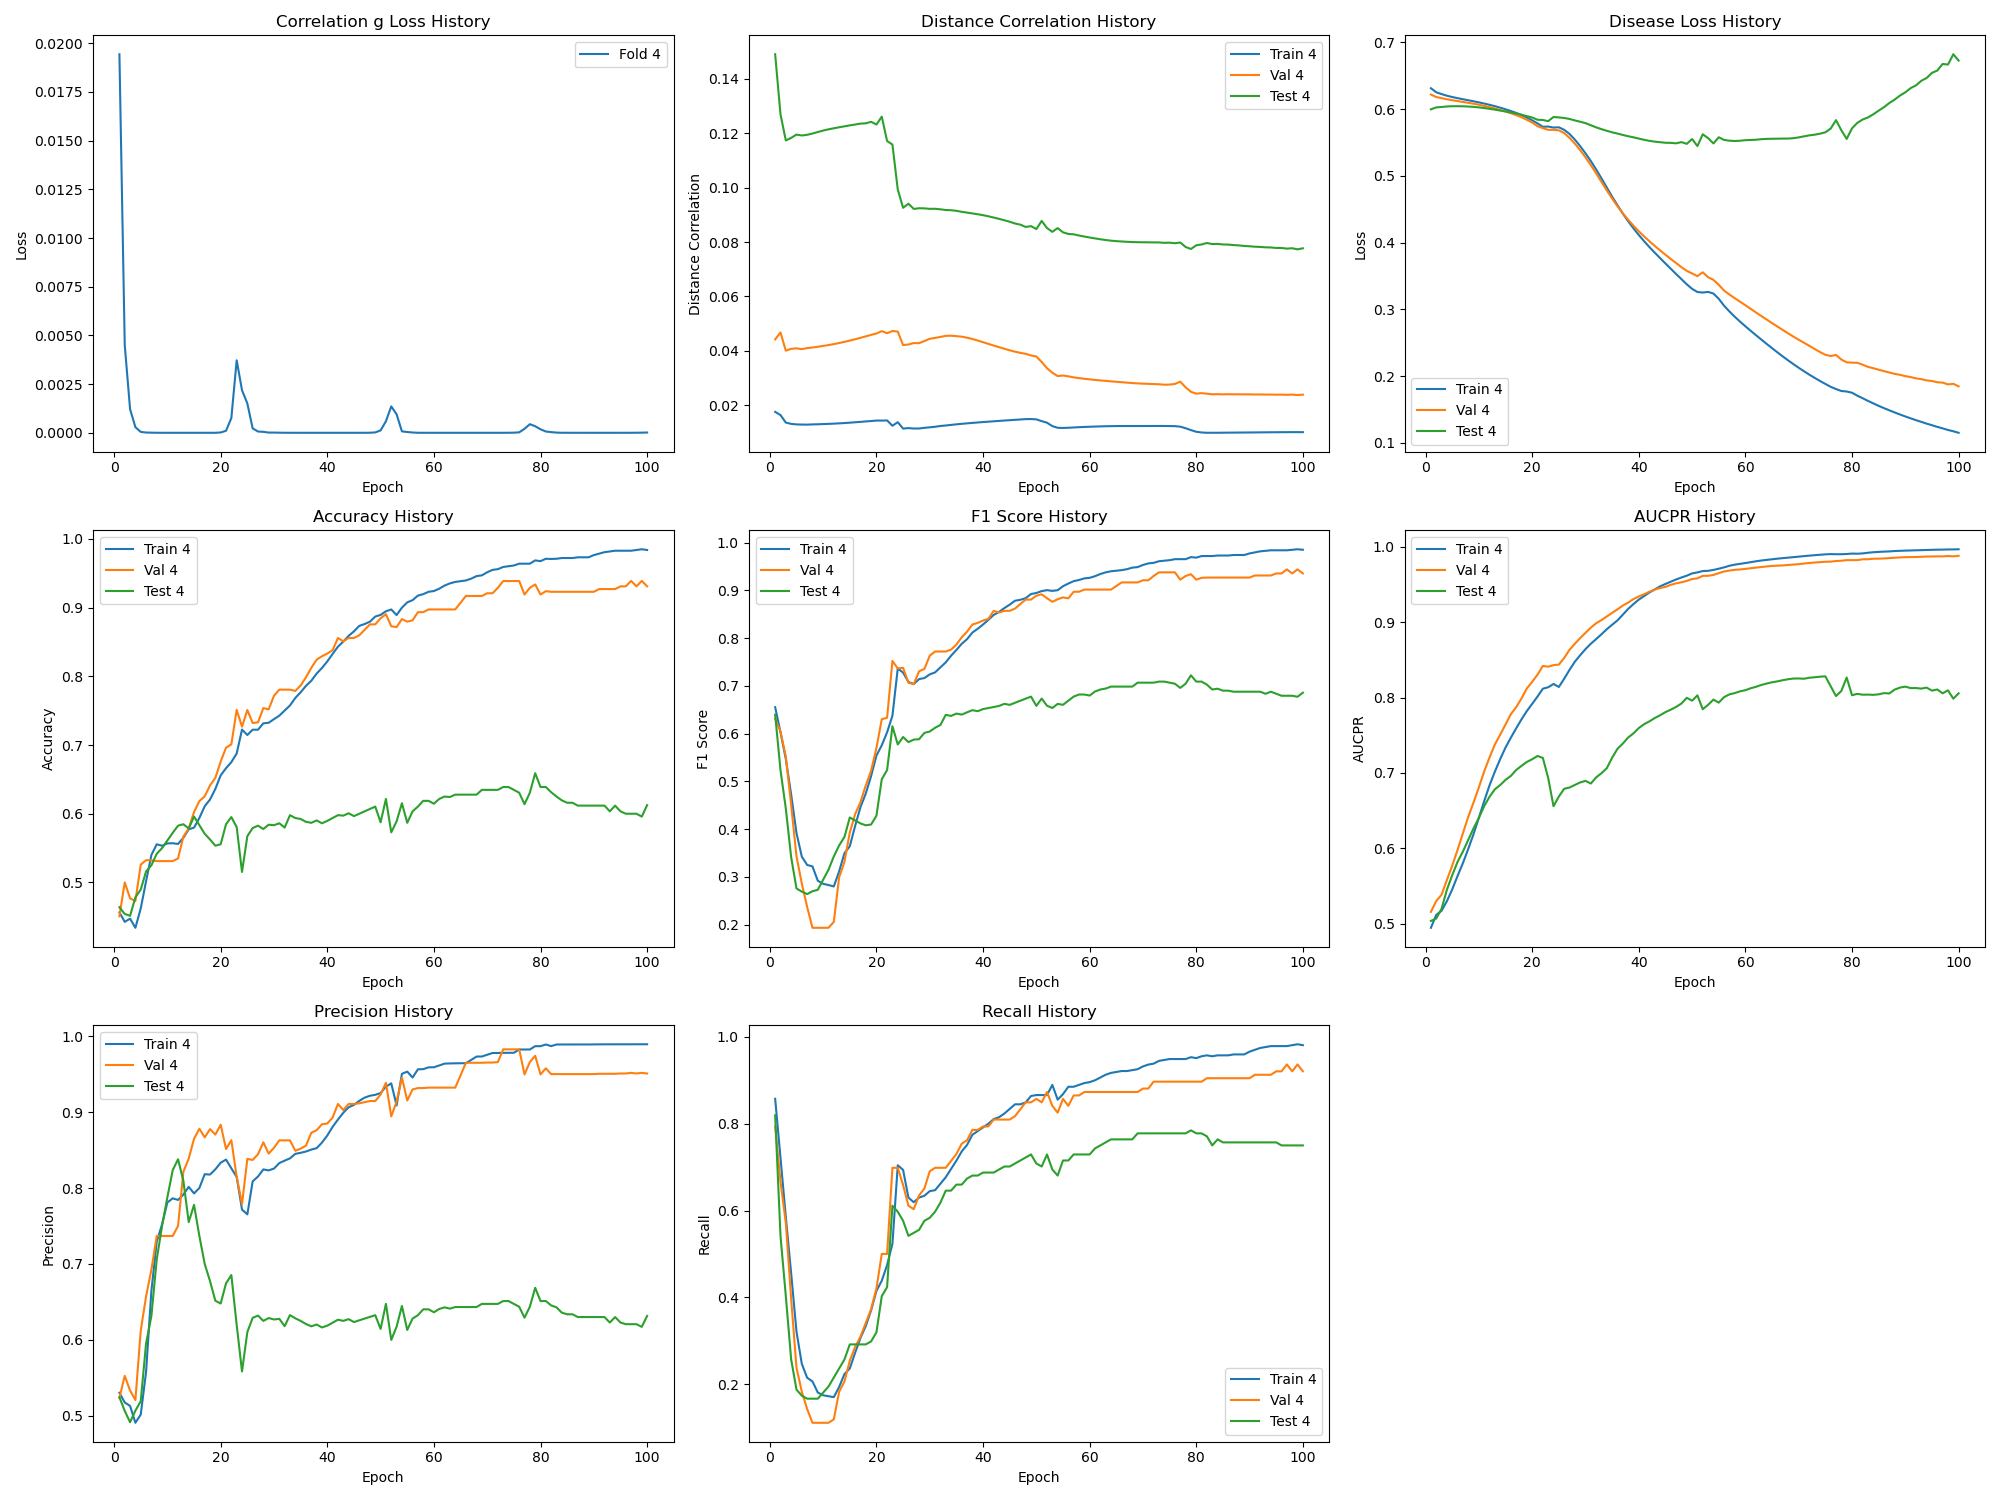 Correlation g Loss History
Fold 4
0.0200
0.0175
0.0150
0.0125
0.0100
0.0075
0.0050
0.0025
0.0000
Loss
0 20 40 60 80 100
Epoch
Distance Correlation History
Train 4
Val 4
Test 4
0.14
0.12
0.10
0.08
0.06
0.04
0.02
Distance Correlation
0 20 40 60 80 100
Epoch
Disease Loss History
0.7
0.6
0.5
0.4
0.3
0.2
0.1
Loss
Train 4
Val 4
Test 4
0 20 40 60 80 100
Epoch
Accuracy History
Train 4
Val 4
Test 4
1.0
0.9
0.8
0.7
0.6
0.5
Accuracy
0 20 40 60 80 100
Epoch
F1 Score History
Train 4
Val 4
Test 4
1.0
0.9
0.8
0.7
0.6
0.5
0.4
0.3
0.2
F1 Score
0 20 40 60 80 100
Epoch
AUCPR History
Train 4
Val 4
Test 4
1.0
0.9
0.8
0.7
0.6
0.5
AUCPR
0 20 40 60 80 100
Epoch
Precision History
Train 4
Val 4
Test 4
1.0
0.9
0.8
0.7
0.6
0.5
Precision
0 20 40 60 80 100
Epoch
Recall History
1.0
0.8
0.6
0.4
0.2
Recall
Train 4
Val 4
Test 4
0 20 40 60 80 100
Epoch